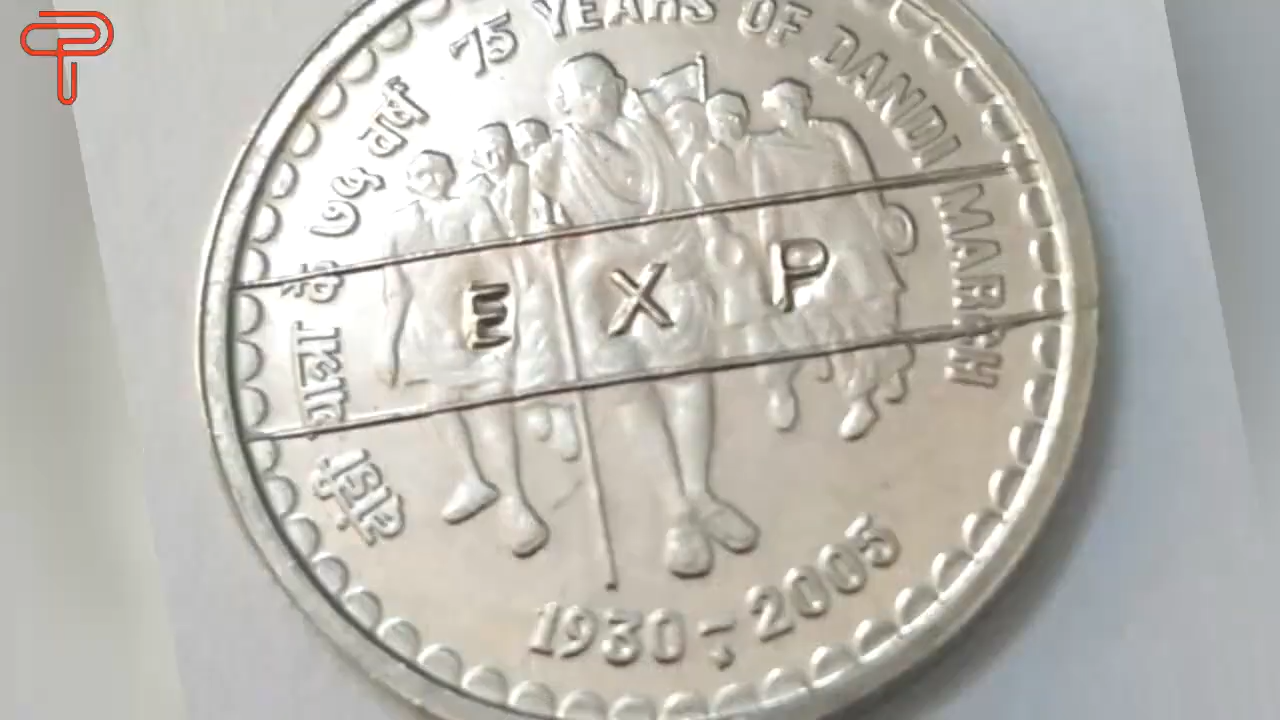 दांडी यात्रा के ७५ वर्ष
75 YEARS OF DANDI MARCH
E X P
1930 - 2005